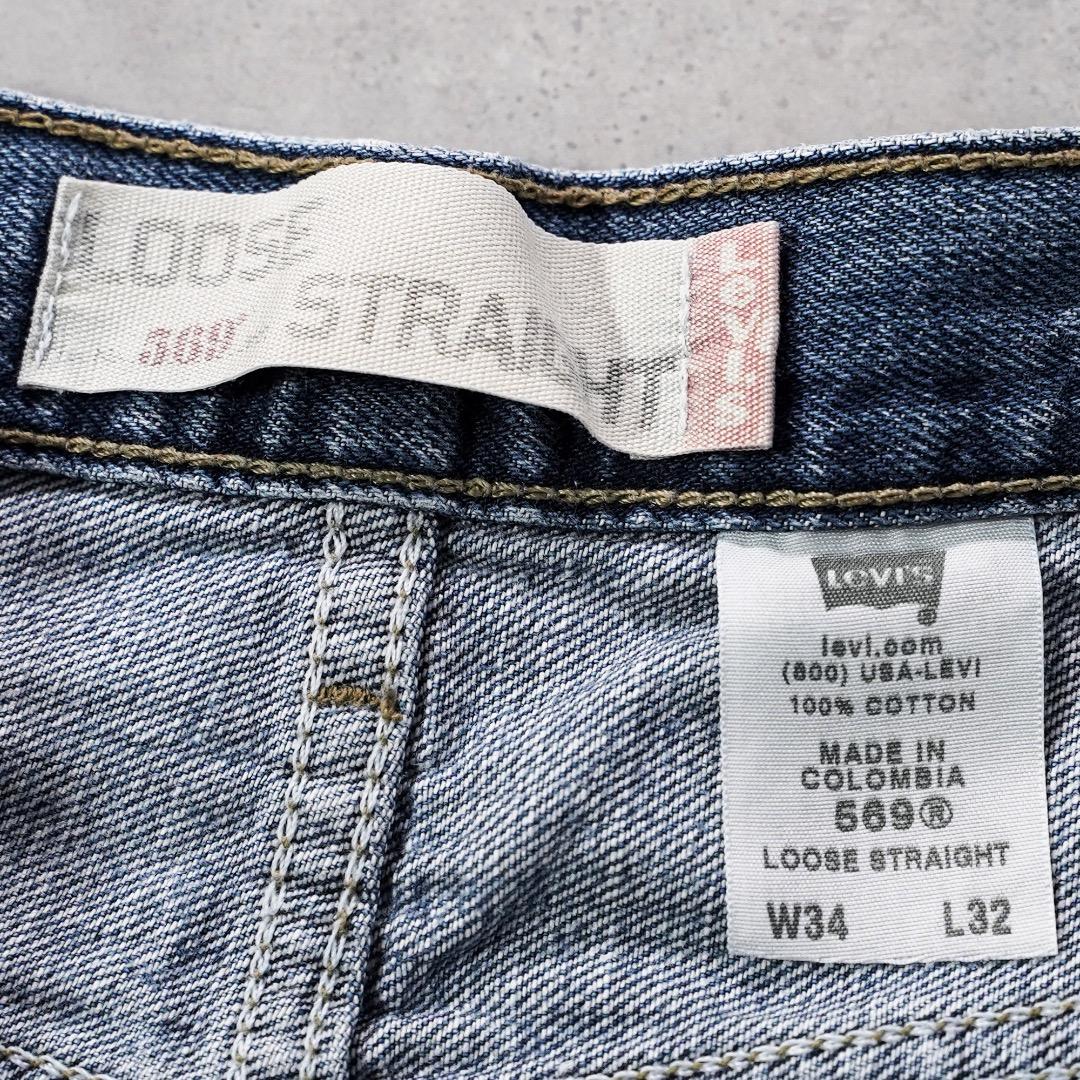 LOOSE
569
STRAIGHT
LEVI'S
LEVI'S
levi.com
(800) USA-LEVI
100% COTTON
MADE IN
COLOMBIA
569®
LOOSE STRAIGHT
W34 L32